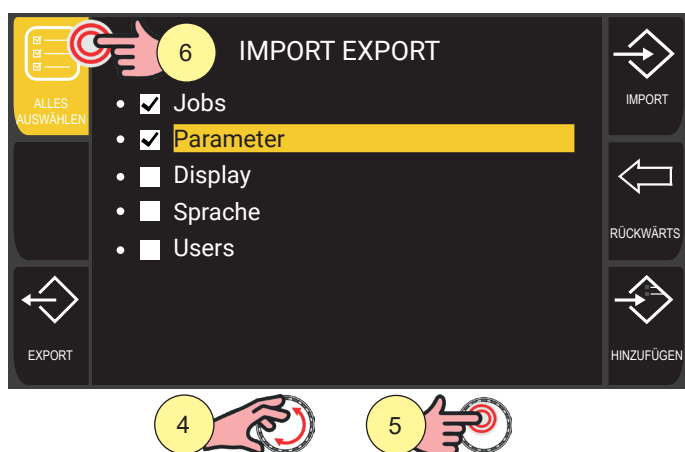 6
IMPORT EXPORT
ALLES
AUSWÄHLEN
Jobs
Parameter
Display
Sprache
Users
EXPORT
IMPORT
RÜCKWÄRTS
HINZUFÜGEN
4
5